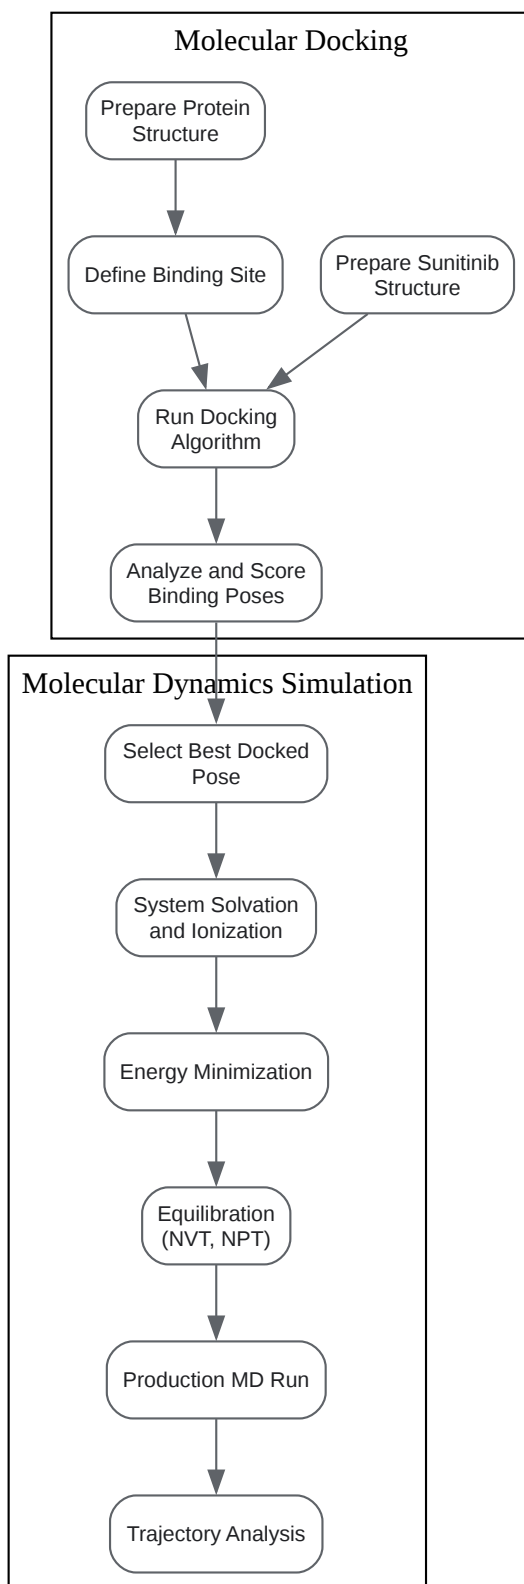 Molecular Docking
Prepare Protein
Structure
Define Binding Site
Prepare Sunitinib
Structure
Run Docking
Algorithm
Analyze and Score
Binding Poses
Molecular Dynamics Simulation
Select Best Docked
Pose
System Solvation
and Ionization
Energy Minimization
Equilibration
(NVT, NPT)
Production MD Run
Trajectory Analysis